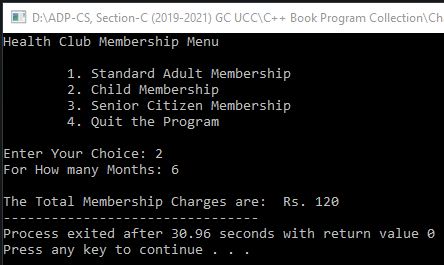 D:\ADP-CS, Section-C (2019-2021) GC UCC\C++ Book Program Collection\Cha
Health Club Membership Menu
1. Standard Adult Membership
2. Child Membership
3. Senior Citizen Membership
4. Quit the Program
Enter Your Choice: 2
For How many Months: 6
The Total Membership Charges are:  Rs. 120
--------------------------------
Process exited after 30.96 seconds with return value 0
Press any key to continue . . .